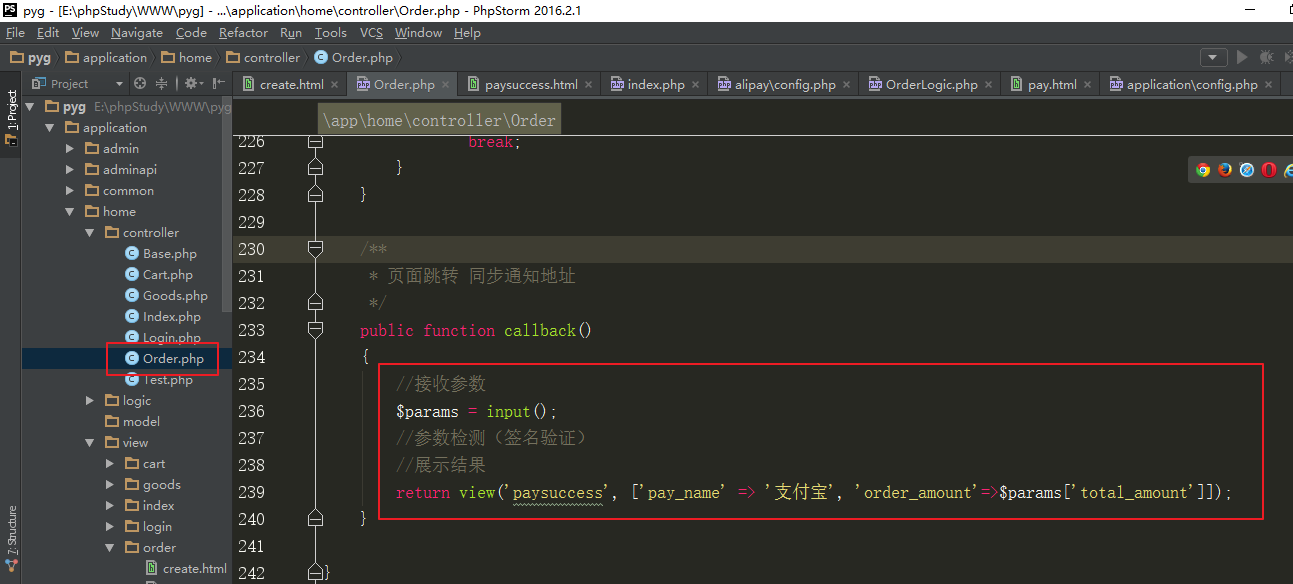 pyg - [E:\phpStudy\WWW\pyg] - ...\application\home\controller\Order.php - PhpStorm 2016.2.1
File Edit View Navigate Code Refactor Run Tools VCS Window Help
pyg application home controller Order.php
Project create.html Order.php paysuccess.html index.php alipay\config.php OrderLogic.php pay.html application\config.php
1: Project
7: Structure
pyg E:\phpStudy\WWW\pyg
application
admin
adminapi
common
home
controller
Base.php
Cart.php
Goods.php
Index.php
Login.php
Order.php
Test.php
logic
model
view
cart
goods
index
login
order
create.html
\app\home\controller\Order
226 break;
227 }
228 }
229
230 /**
231 * 页面跳转 同步通知地址
232 */
233 public function callback()
234 {
235 //接收参数
236 $params = input();
237 //参数检测（签名验证）
238 //展示结果
239 return view('paysuccess', ['pay_name' => '支付宝', 'order_amount'=>$params['total_amount']]);
240 }
241
242 }